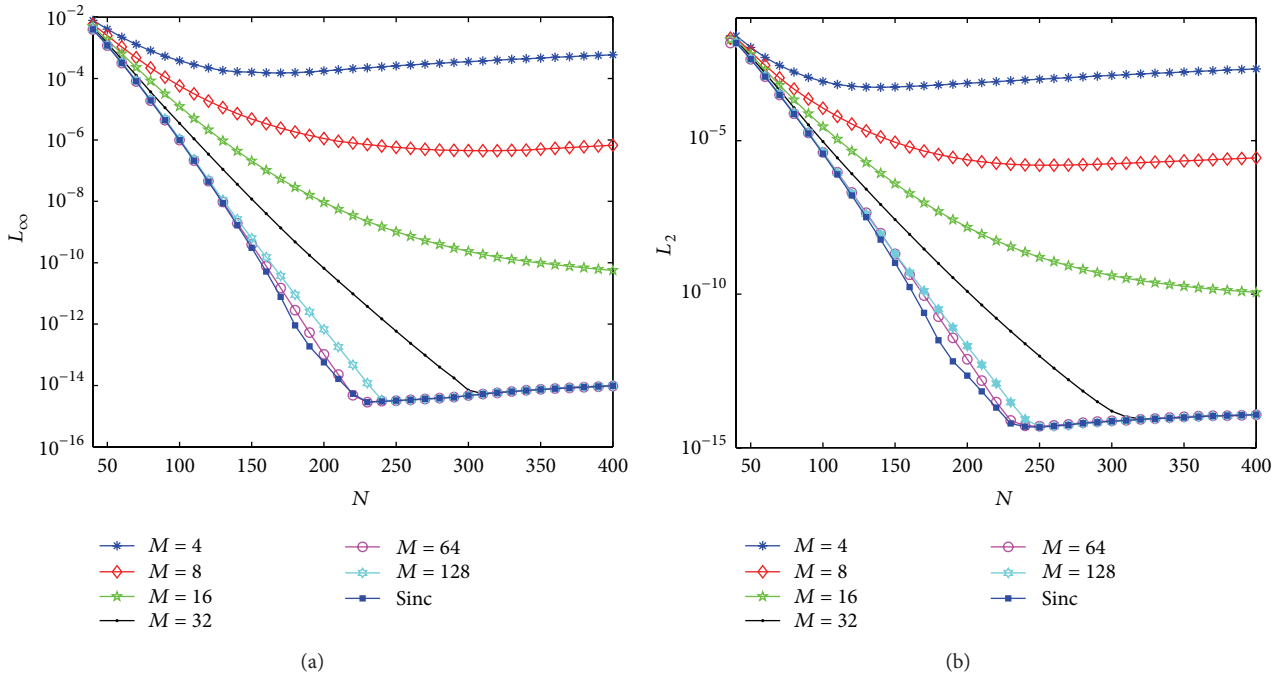 10⁻²
10⁻⁴
10⁻⁶
10⁻⁸
10⁻¹⁰
10⁻¹²
10⁻¹⁴
10⁻¹⁶
L∞
50 100 150 200 250 300 350 400
N
M = 4
M = 8
M = 16
M = 32
M = 64
M = 128
Sinc
(a)
10⁻²
10⁻⁵
10⁻¹⁰
10⁻¹⁵
L₂
50 100 150 200 250 300 350 400
N
M = 4
M = 8
M = 16
M = 32
M = 64
M = 128
Sinc
(b)